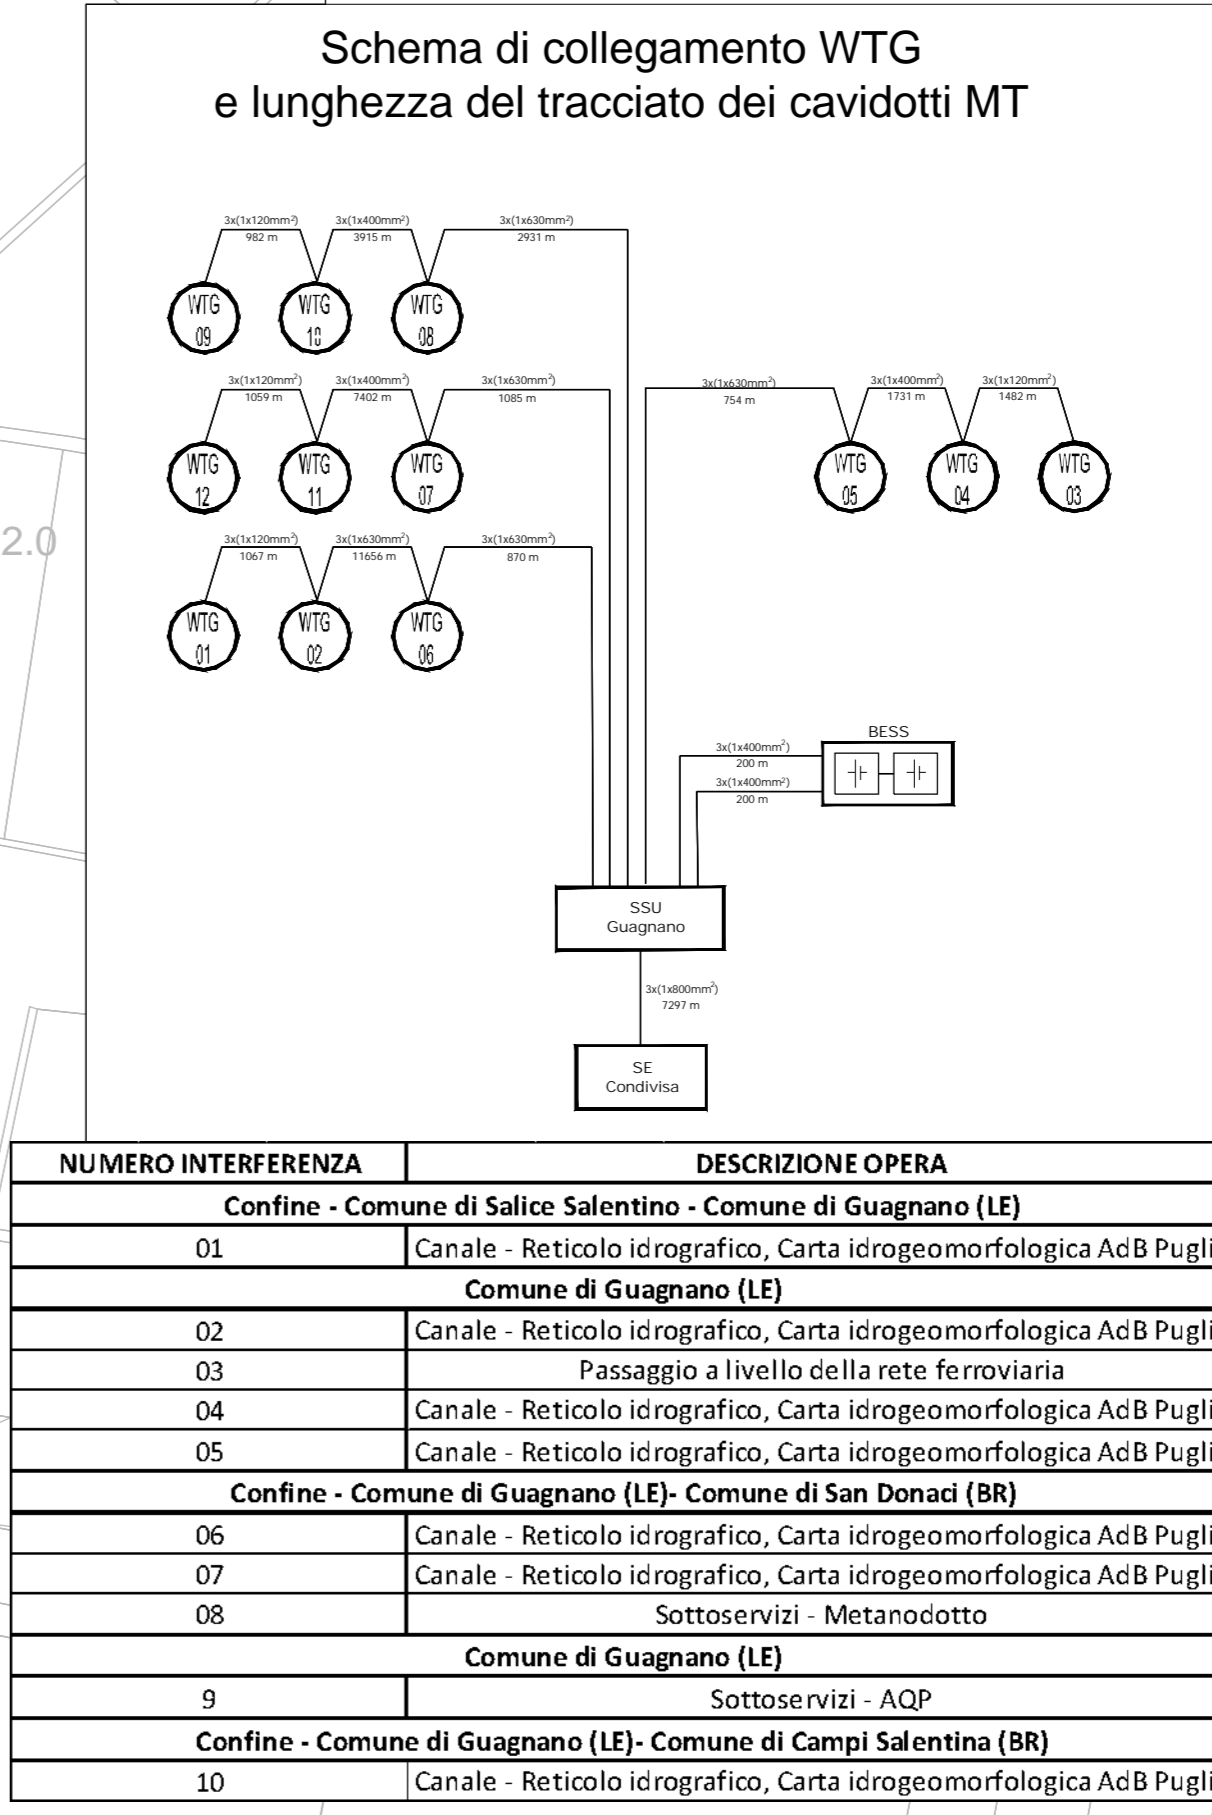 Schema di collegamento WTG
e lunghezza del tracciato dei cavidotti MT
3x(1x120mm²)
982 m
3x(1x400mm²)
3915 m
3x(1x630mm²)
2931 m
WTG
09
WTG
10
WTG
08
3x(1x120mm²)
1059 m
3x(1x400mm²)
7402 m
3x(1x630mm²)
1085 m
WTG
12
WTG
11
WTG
07
3x(1x630mm²)
754 m
3x(1x400mm²)
1731 m
3x(1x120mm²)
1482 m
WTG
05
WTG
04
WTG
03
2.0
3x(1x120mm²)
1067 m
3x(1x630mm²)
11656 m
3x(1x630mm²)
870 m
WTG
01
WTG
02
WTG
06
BESS
3x(1x400mm²)
200 m
3x(1x400mm²)
200 m
SSU
Guagnano
3x(1x800mm²)
7297 m
SE
Condivisa
NUMERO INTERFERENZA DESCRIZIONE OPERA
Confine - Comune di Salice Salentino - Comune di Guagnano (LE)
01 Canale - Reticolo idrografico, Carta idrogeomorfologica AdB Pugli
Comune di Guagnano (LE)
02 Canale - Reticolo idrografico, Carta idrogeomorfologica AdB Pugli
03 Passaggio a livello della rete ferroviaria
04 Canale - Reticolo idrografico, Carta idrogeomorfologica AdB Pugli
05 Canale - Reticolo idrografico, Carta idrogeomorfologica AdB Pugli
Confine - Comune di Guagnano (LE)- Comune di San Donaci (BR)
06 Canale - Reticolo idrografico, Carta idrogeomorfologica AdB Pugli
07 Canale - Reticolo idrografico, Carta idrogeomorfologica AdB Pugli
08 Sottoservizi - Metanodotto
Comune di Guagnano (LE)
9 Sottoservizi - AQP
Confine - Comune di Guagnano (LE)- Comune di Campi Salentina (BR)
10 Canale - Reticolo idrografico, Carta idrogeomorfologica AdB Pugli